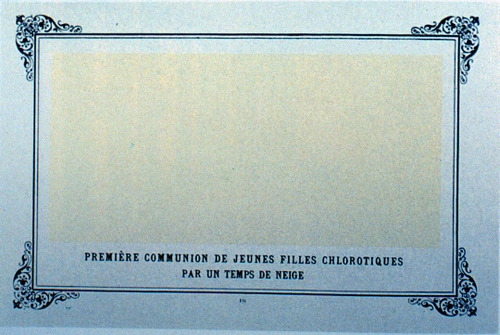 PREMIÈRE COMMUNION DE JEUNES FILLES CHLOROTIQUES
PAR UN TEMPS DE NEIGE